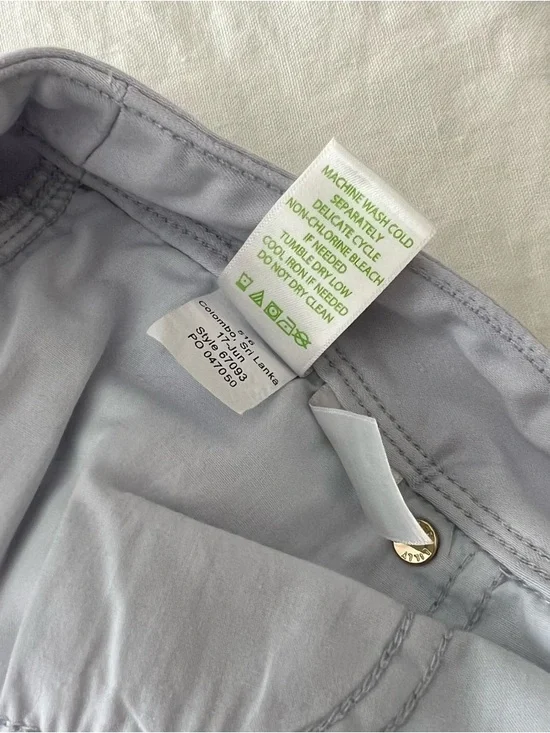 MACHINE WASH COLD
SEPARATELY
DELICATE CYCLE
NON-CHLORINE BLEACH
IF NEEDED
TUMBLE DRY LOW
COOL IRON IF NEEDED
DO NOT DRY CLEAN
816
Colombo, Sri Lanka
17-Jun
Style 67093
PO 047050